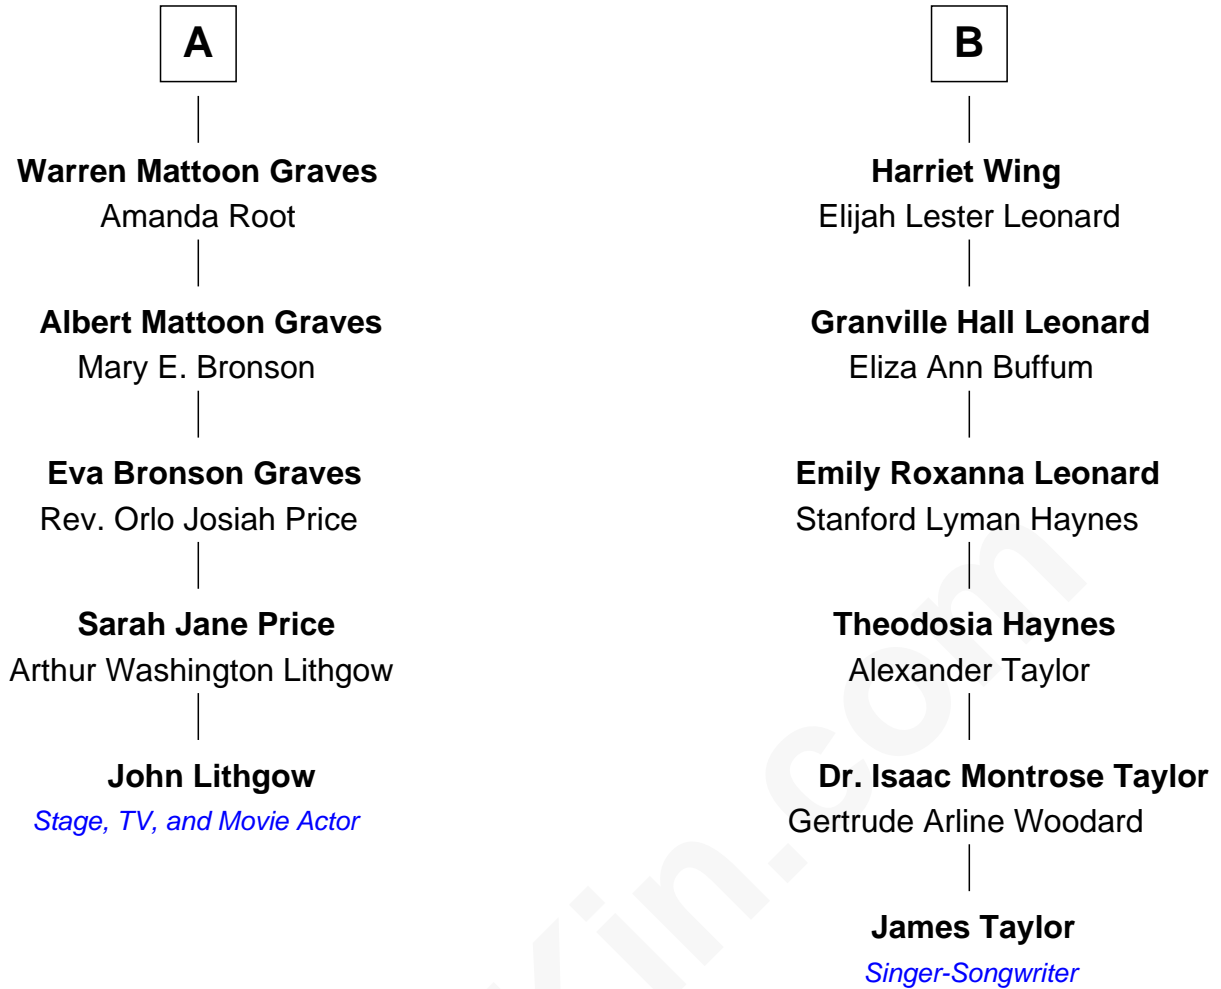 A
Warren Mattoon Graves
Amanda Root
Albert Mattoon Graves
Mary E. Bronson
Eva Bronson Graves
Rev. Orlo Josiah Price
Sarah Jane Price
Arthur Washington Lithgow
John Lithgow
Stage, TV, and Movie Actor
B
Harriet Wing
Elijah Lester Leonard
Granville Hall Leonard
Eliza Ann Buffum
Emily Roxanna Leonard
Stanford Lyman Haynes
Theodosia Haynes
Alexander Taylor
Dr. Isaac Montrose Taylor
Gertrude Arline Woodard
James Taylor
Singer-Songwriter
Kin.com